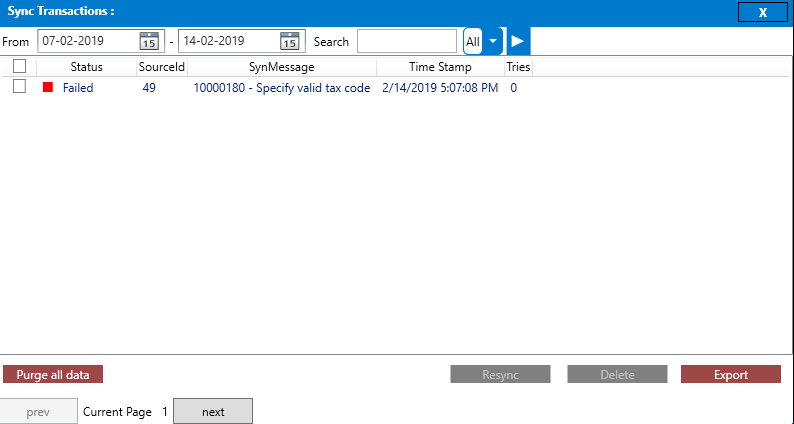 Sync Transactions :
X
From 07-02-2019 15 - 14-02-2019 15 Search All
Status SourceId SynMessage Time Stamp Tries
Failed 49 10000180 - Specify valid tax code 2/14/2019 5:07:08 PM 0
Purge all data Resync Delete Export
prev Current Page 1 next